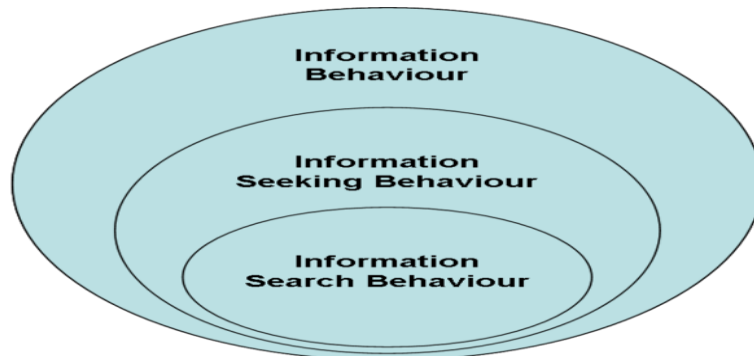 Information
Behaviour
Information
Seeking Behaviour
Information
Search Behaviour